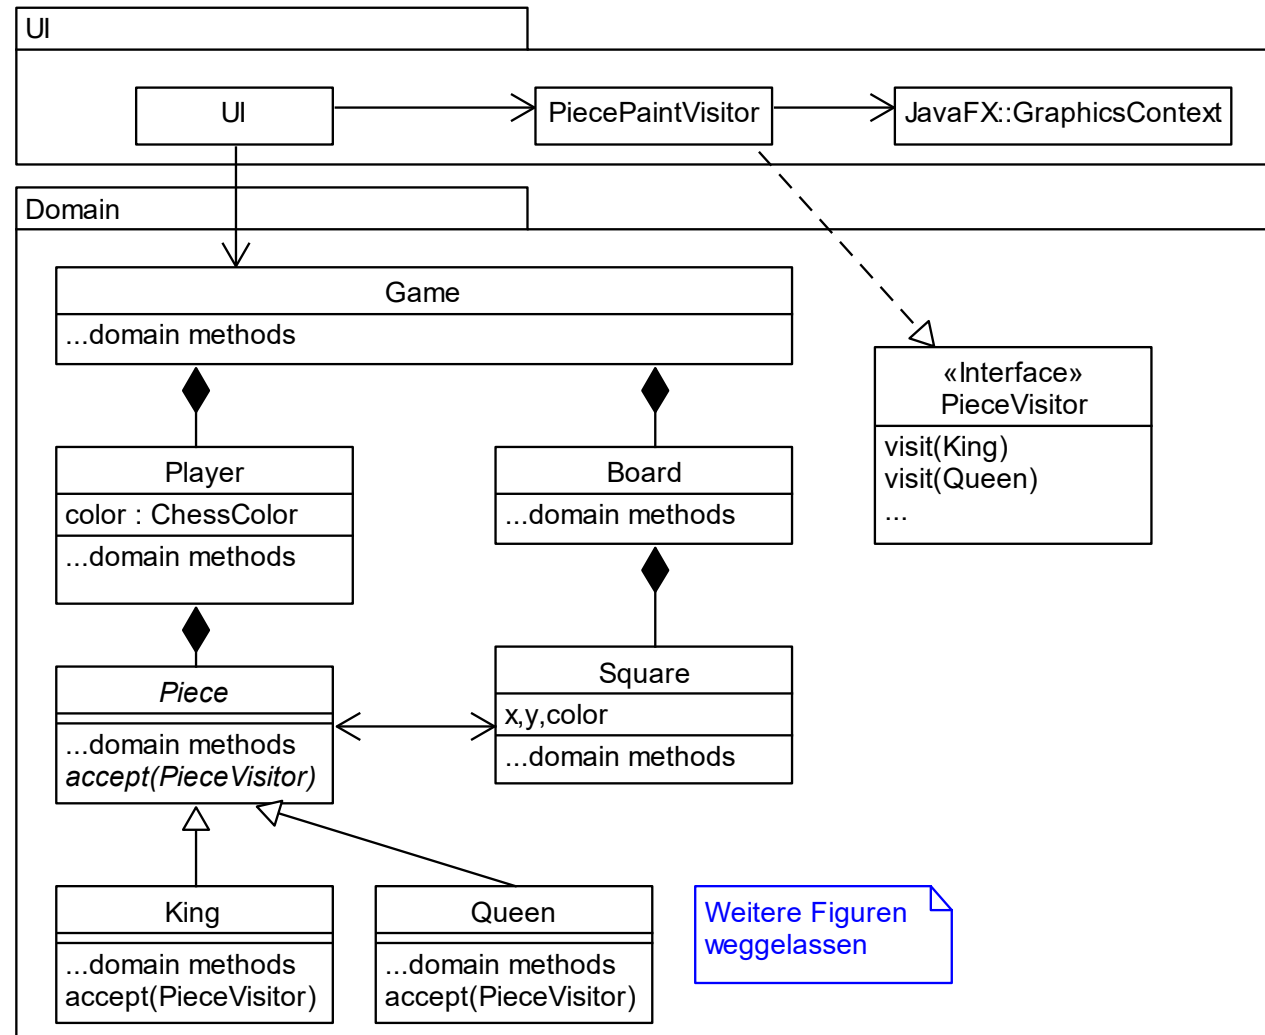 UI
UI
PiecePaintVisitor
JavaFX::GraphicsContext
Domain
Game
...domain methods
«Interface»
PieceVisitor
visit(King)
visit(Queen)
...
Player
color : ChessColor
...domain methods
Board
...domain methods
Piece
...domain methods
accept(PieceVisitor)
Square
x,y,color
...domain methods
King
...domain methods
accept(PieceVisitor)
Queen
...domain methods
accept(PieceVisitor)
Weitere Figuren
weggelassen